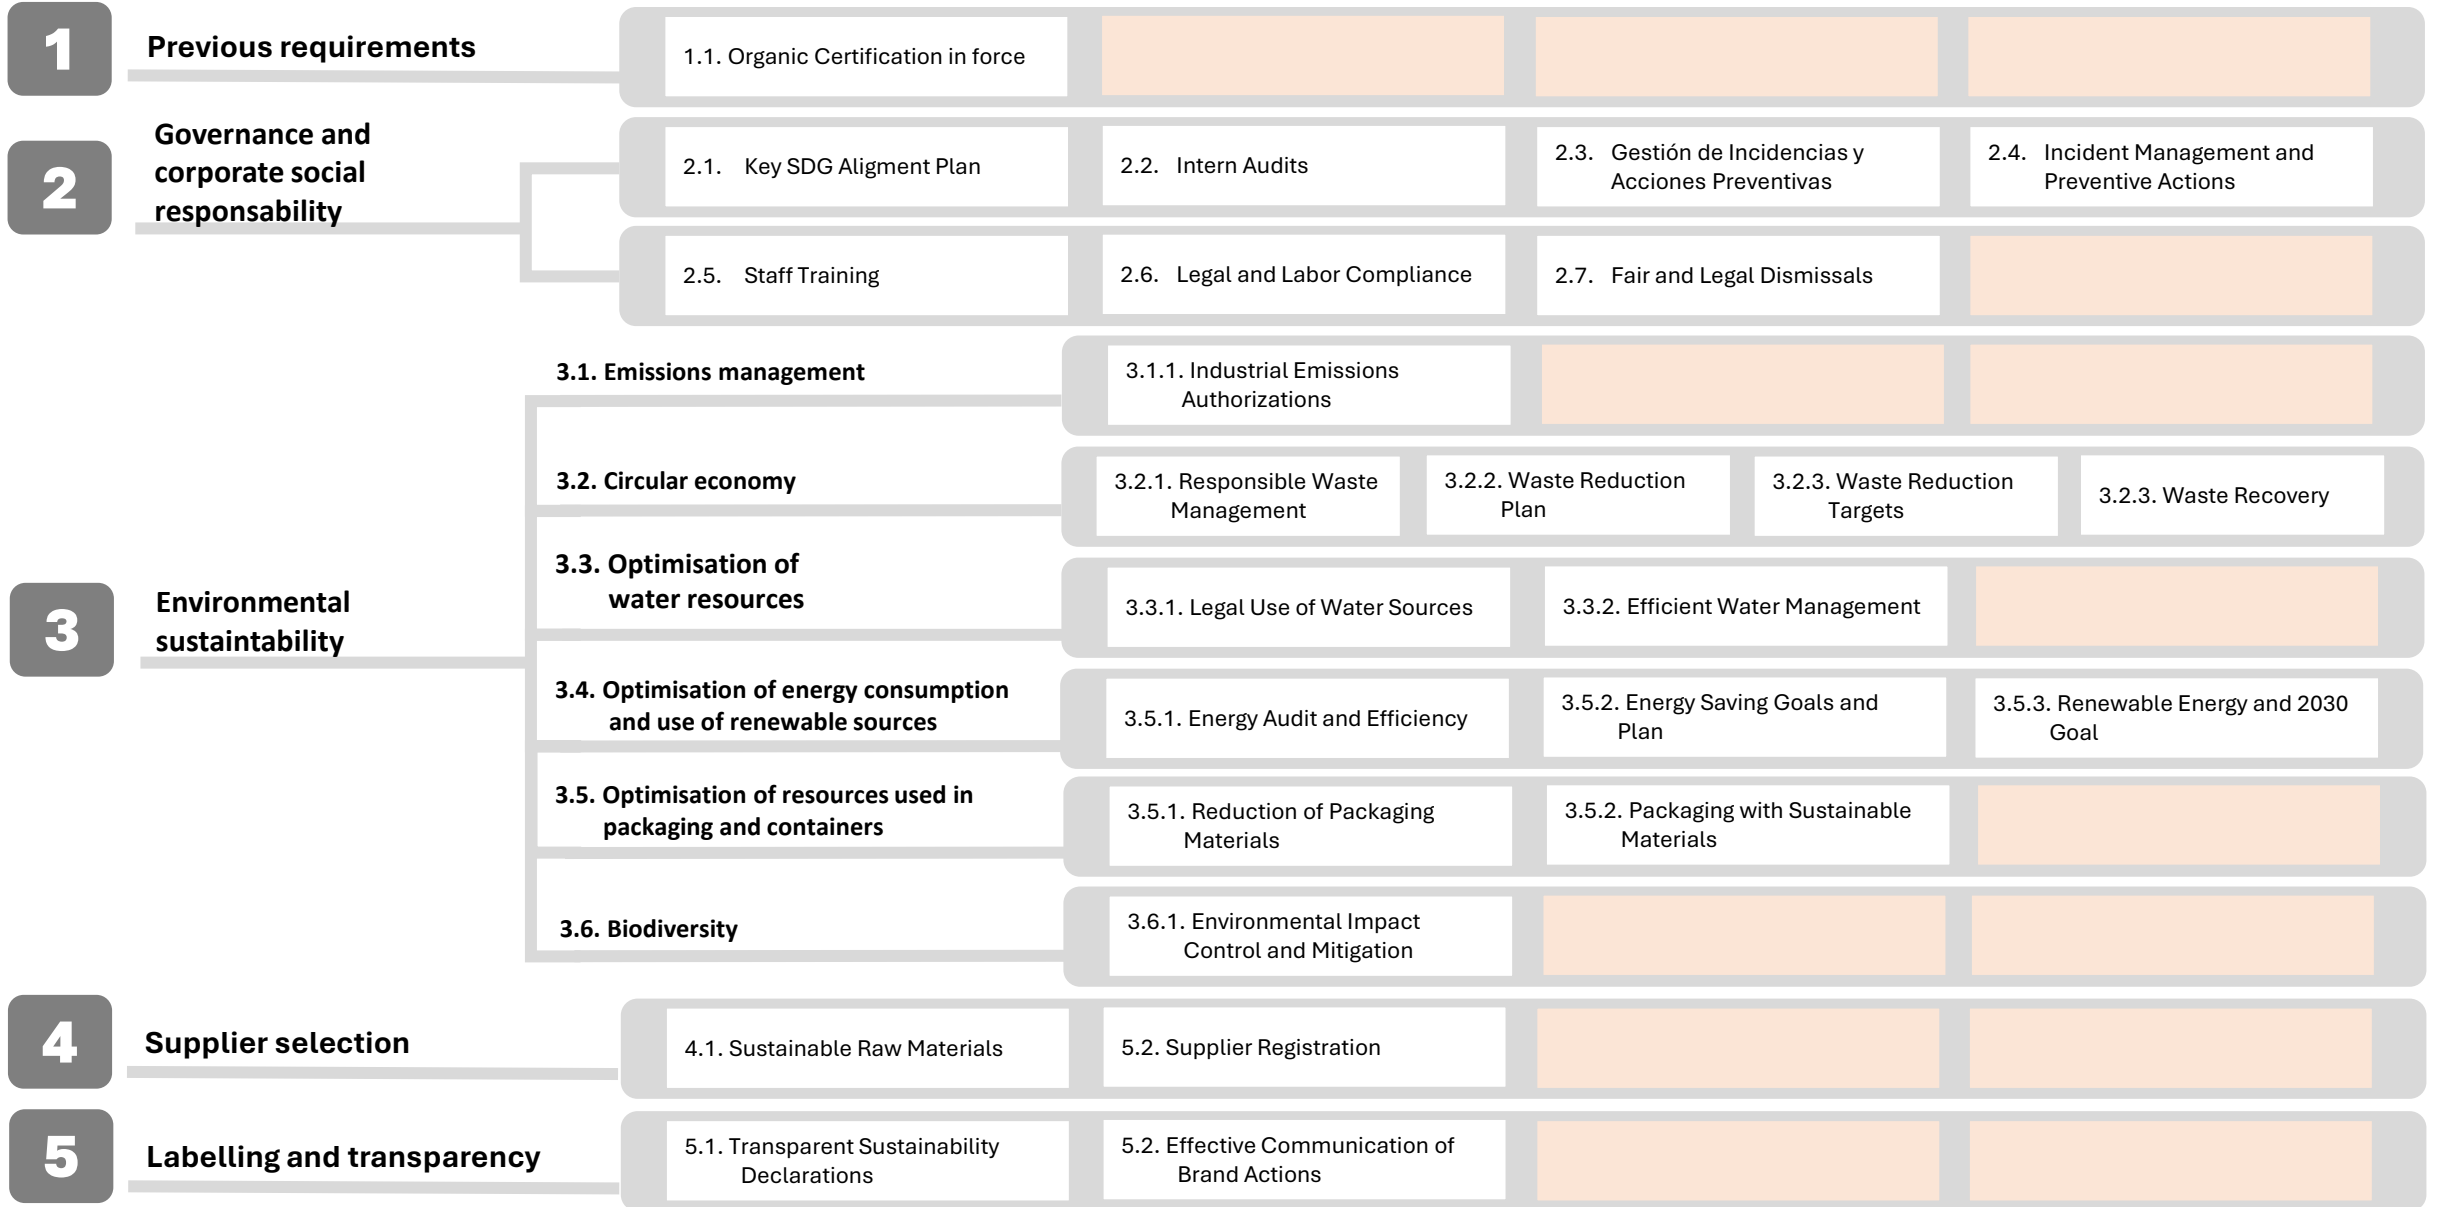 1
Previous requirements
1.1. Organic Certification in force
2
Governance and
corporate social
responsability
2.1. Key SDG Aligment Plan
2.2. Intern Audits
2.3. Gestión de Incidencias y
Acciones Preventivas
2.4. Incident Management and
Preventive Actions
2.5. Staff Training
2.6. Legal and Labor Compliance
2.7. Fair and Legal Dismissals
3
Environmental
sustaintability
3.1. Emissions management
3.1.1. Industrial Emissions
Authorizations
3.2. Circular economy
3.2.1. Responsible Waste
Management
3.2.2. Waste Reduction
Plan
3.2.3. Waste Reduction
Targets
3.2.3. Waste Recovery
3.3. Optimisation of
water resources
3.3.1. Legal Use of Water Sources
3.3.2. Efficient Water Management
3.4. Optimisation of energy consumption
and use of renewable sources
3.5.1. Energy Audit and Efficiency
3.5.2. Energy Saving Goals and
Plan
3.5.3. Renewable Energy and 2030
Goal
3.5. Optimisation of resources used in
packaging and containers
3.5.1. Reduction of Packaging
Materials
3.5.2. Packaging with Sustainable
Materials
3.6. Biodiversity
3.6.1. Environmental Impact
Control and Mitigation
4
Supplier selection
4.1. Sustainable Raw Materials
5.2. Supplier Registration
5
Labelling and transparency
5.1. Transparent Sustainability
Declarations
5.2. Effective Communication of
Brand Actions